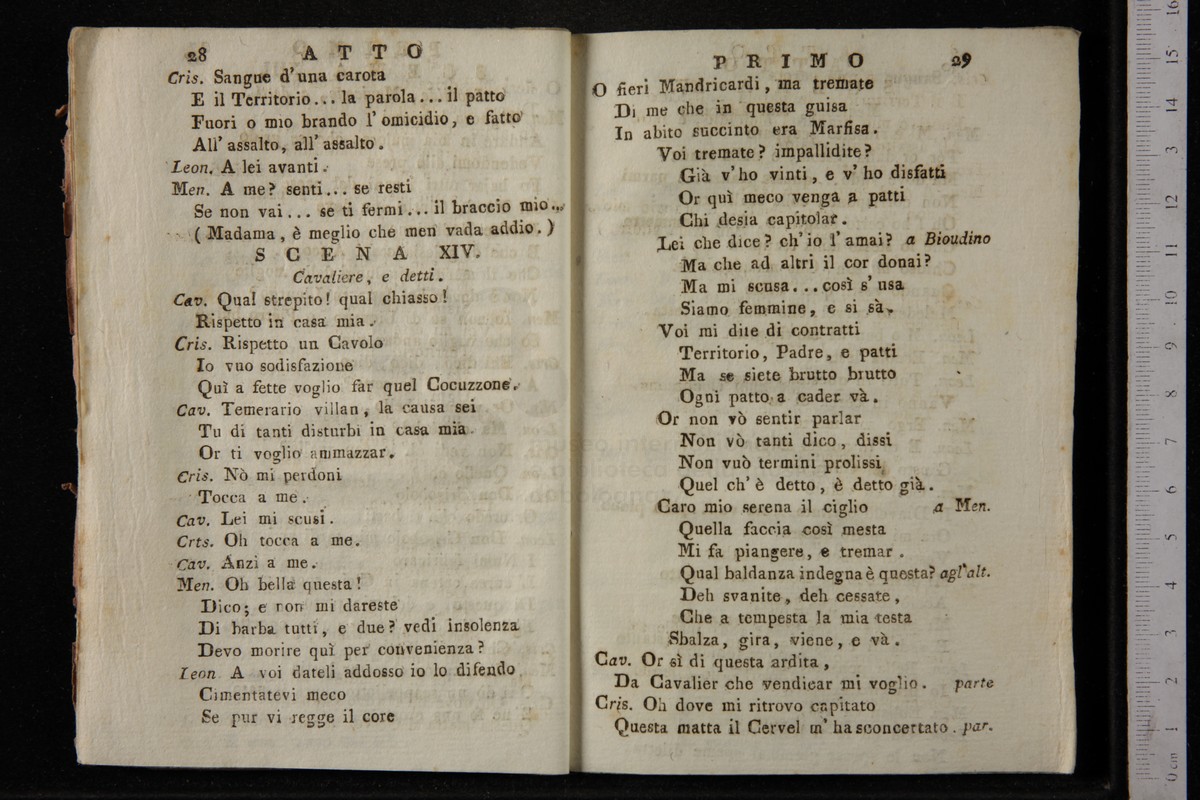 28 ATTO
Cris. Sangue d'una carota
E il Territorio... la parola... il patto
Fuori o mio brando l'omicidio, e fatto
All' assalto, all' assalto.
Leon. A lei avanti.
Men. A me? senti... se resti
Se non vai... se ti fermi... il braccio mio...
( Madama, è meglio che men vada addio. )
SCENA XIV.
Cavaliere, e detti.
Cav. Qual strepito! qual chiasso!
Rispetto in casa mia.
Cris. Rispetto un Cavolo
Io vuo sodisfazione
Quì a fette voglio far quel Cocuzzone.
Cav. Temerario villan, la causa sei
Tu di tanti disturbi in casa mia.
Or ti voglio ammazzar.
Cris. Nò mi perdoni
Tocca a me.
Cav. Lei mi scusi.
Crts. Oh tocca a me.
Cav. Anzi a me.
Men. Oh bella questa!
Dico; e non mi dareste
Di barba tutti, e due? vedi insolenza
Devo morire quì per convenienza?
Leon. A voi dateli addosso io lo difendo
Cimentatevi meco
Se pur vi regge il core
PRIMO 29
O fieri Mandricardi, ma tremate
Di me che in questa guisa
In abito succinto era Marfisa.
Voi tremate? impallidite?
Già v'ho vinti, e v'ho disfatti
Or quì meco venga a patti
Chi desia capitolar.
Lei che dice? ch'io l'amai? a Bioudino
Ma che ad altri il cor donai?
Ma mi scusa... così s'usa
Siamo femmine, e si sà.
Voi mi dite di contratti
Territorio, Padre, e patti
Ma se siete brutto brutto
Ogni patto a cader và.
Or non vò sentir parlar
Non vò tanti dico, dissi
Non vuò termini prolissi
Quel ch'è detto, è detto già.
Caro mio serena il ciglio a Men.
Quella faccia così mesta
Mi fa piangere, e tremar.
Qual baldanza indegna è questa? agl'alt.
Deh svanite, deh cessate,
Che a tempesta la mia testa
Sbalza, gira, viene, e và.
Cav. Or sì di questa ardita,
Da Cavalier che vendicar mi voglio. parte
Cris. Oh dove mi ritrovo capitato
Questa matta il Cervel m'ha sconcertato. par.